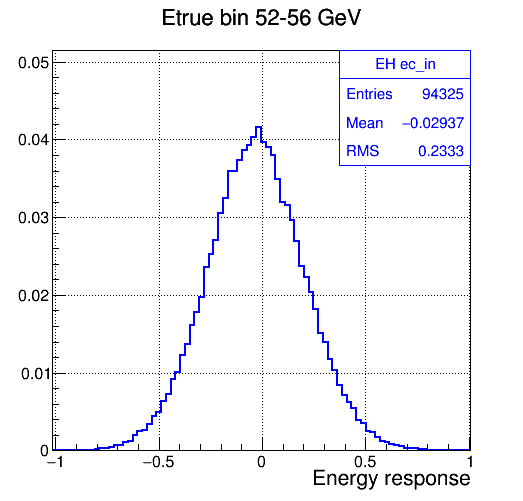 Etrue bin 52-56 GeV
EH ec_in
Entries 94325
Mean −0.02937
RMS 0.2333
0.05
0.04
0.03
0.02
0.01
0
−1 −0.5 0 0.5 1
Energy response